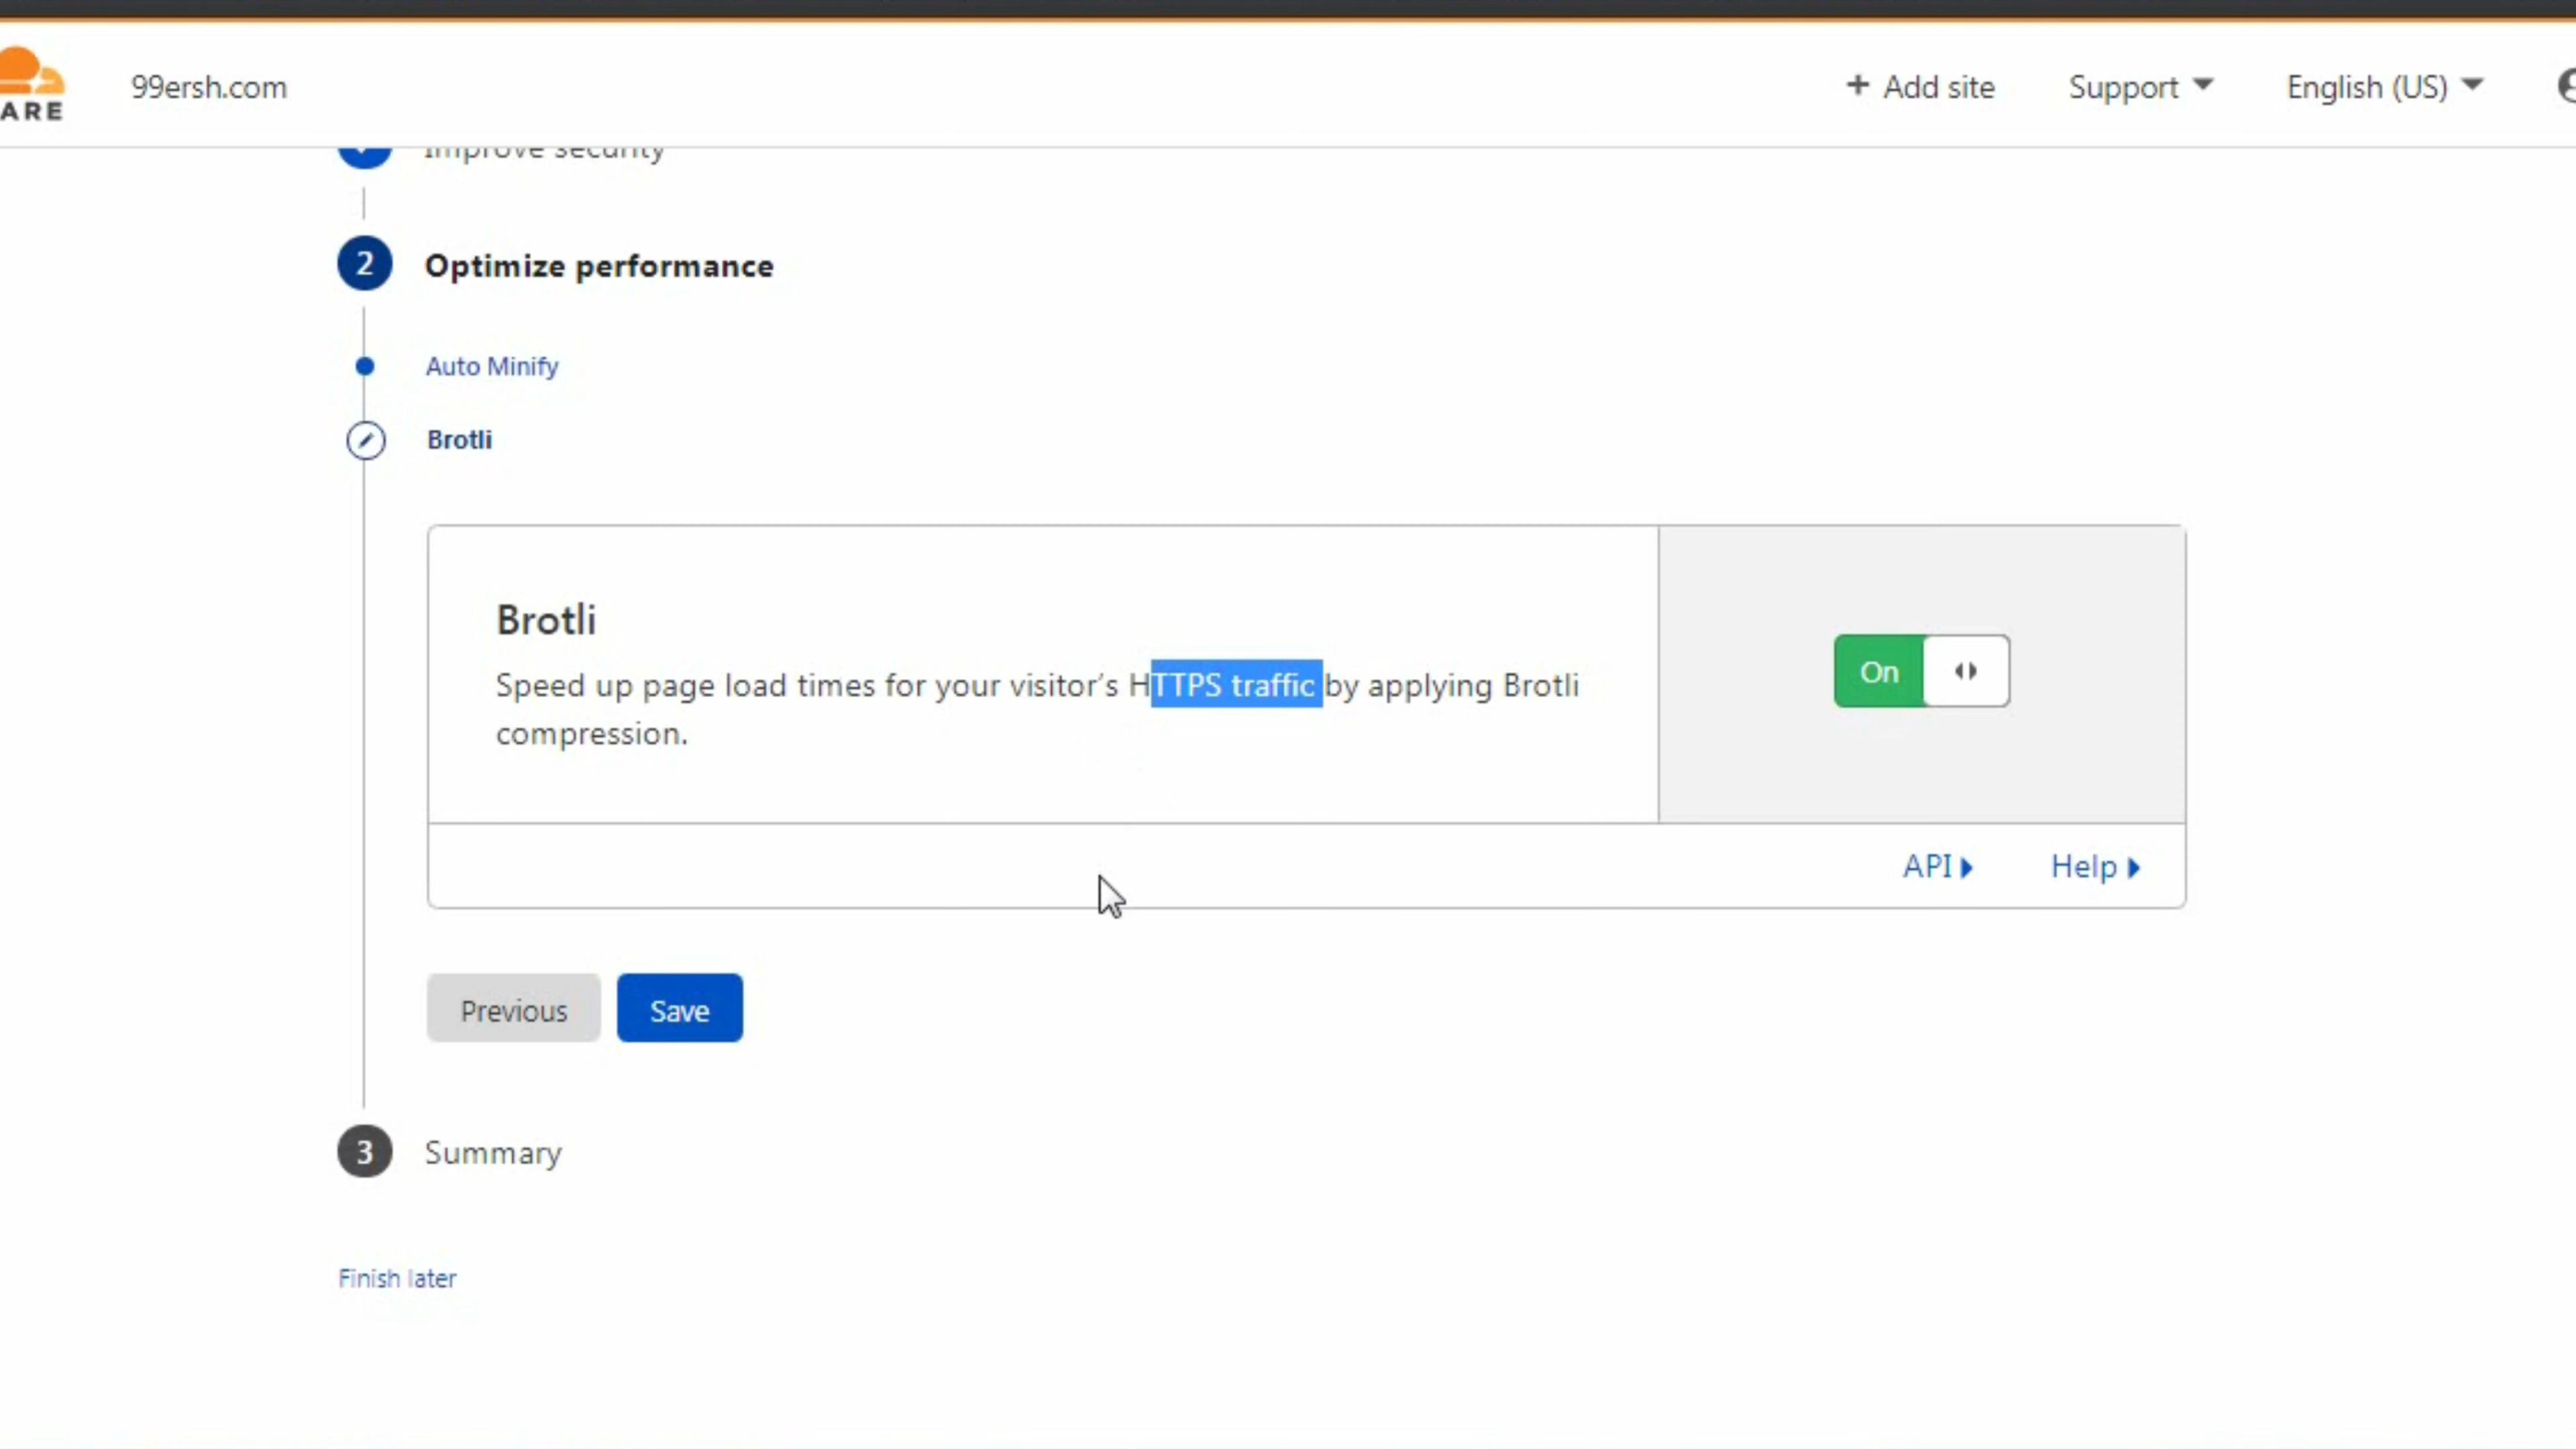 ARE
99ersh.com
+ Add site
Support
English (US)
Improve security
2 Optimize performance
Auto Minify
Brotli
Brotli
Speed up page load times for your visitor's HTTPS traffic by applying Brotli
compression.
On
API
Help
Previous
Save
3 Summary
Finish later